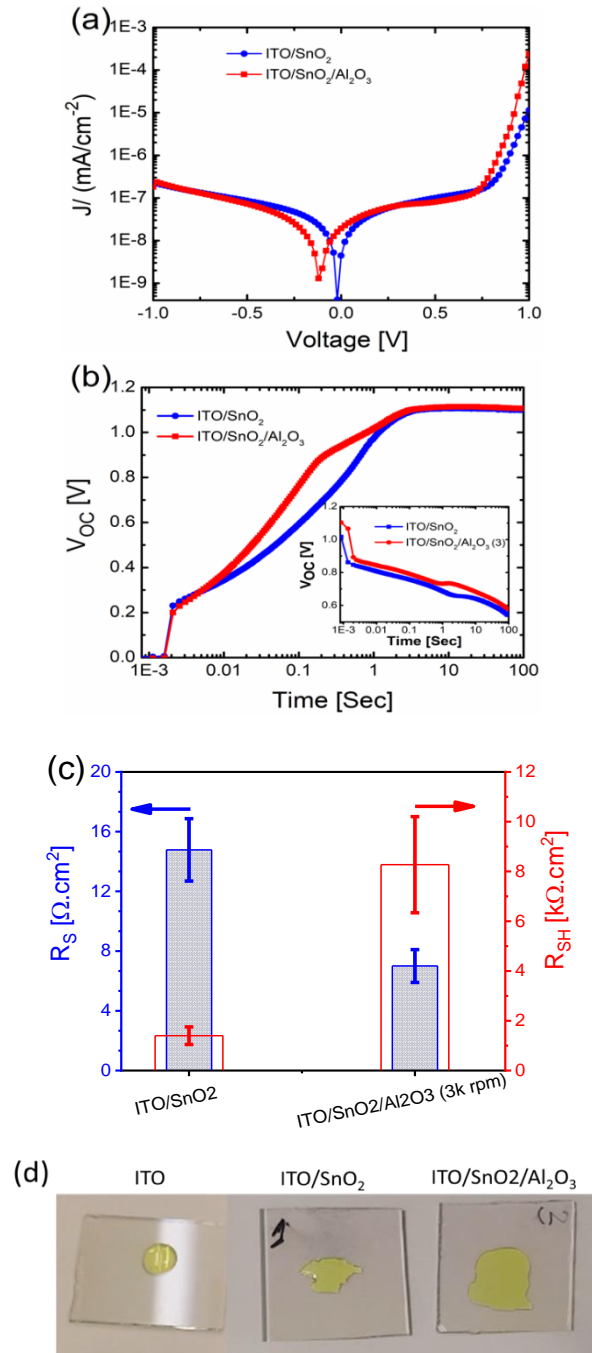 (a)
1E-3
1E-4
1E-5
1E-6
1E-7
1E-8
1E-9
J/ (mA/cm⁻²)
ITO/SnO₂
ITO/SnO₂/Al₂O₃
-1.0
-0.5
0.0
0.5
1.0
Voltage [V]
(b)
1.2
1.0
0.8
0.6
0.4
0.2
0.0
V_OC [V]
ITO/SnO₂
ITO/SnO₂/Al₂O₃
1.0
0.8
0.6
Voc [V]
ITO/SnO₂
ITO/SnO₂/Al₂O₃ (3)
1E-3
0.01
0.1
1
10
100
Time [Sec]
1E-3
0.01
0.1
1
10
100
Time [Sec]
(c)
20
16
12
8
4
0
R_S [Ω.cm²]
12
10
8
6
4
2
0
R_SH [kΩ.cm²]
ITO/SnO2
ITO/SnO2/Al2O3 (3k rpm)
(d)
ITO
ITO/SnO₂
ITO/SnO2/Al₂O₃
1